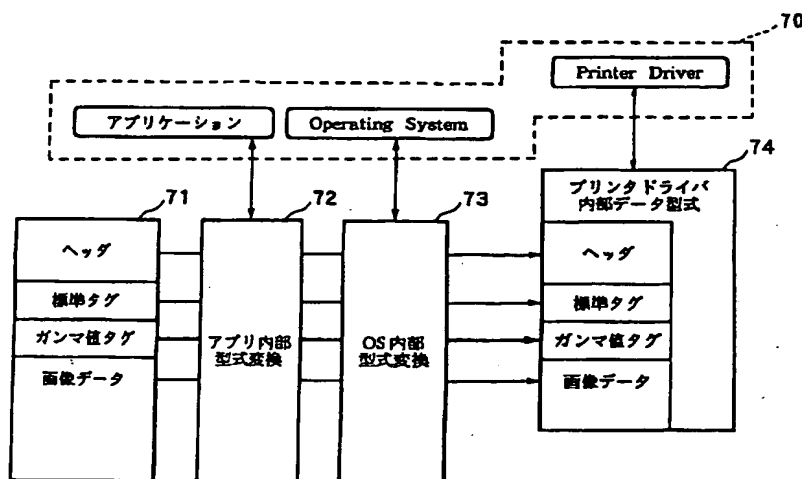 70
Printer Driver
アプリケーション
Operating System
74
プリンタドライバ
内部データ型式
71
72
73
ヘッダ
標準タグ
ガンマ値タグ
画像データ
アプリ内部
型式変換
OS内部
型式変換
ヘッダ
標準タグ
ガンマ値タグ
画像データ